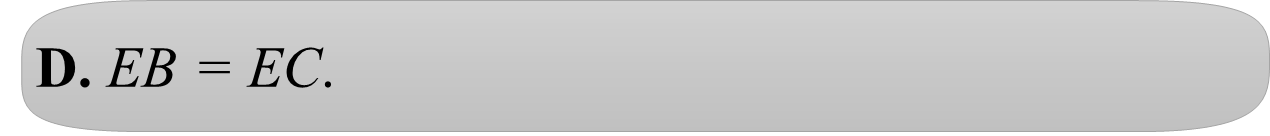 D. EB = EC.